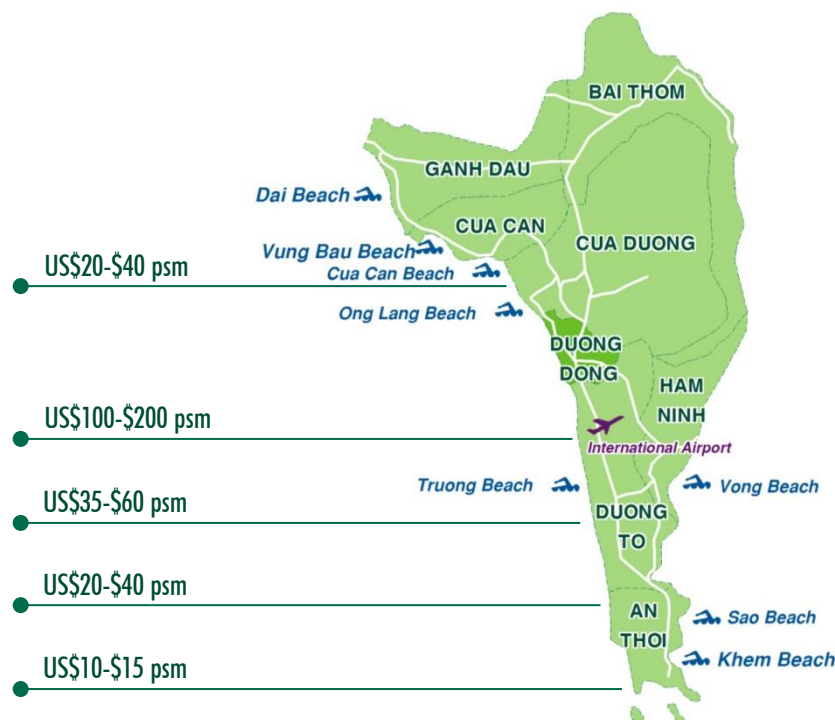 BAI THOM
GANH DAU
Dai Beach
CUA CAN
CUA DUONG
Vung Bau Beach
US$20-$40 psm
Cua Can Beach
Ong Lang Beach
DUONG
DONG
HAM
NINH
US$100-$200 psm
International Airport
Truong Beach
Vong Beach
US$35-$60 psm
DUONG
TO
US$20-$40 psm
AN
THOI
Sao Beach
Khem Beach
US$10-$15 psm